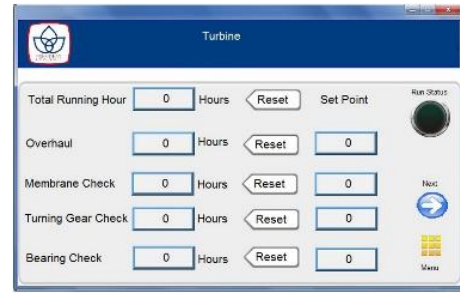 Turbine
Total Running Hour 0 Hours Reset Set Point Run Status
Overhaul 0 Hours Reset 0
Membrane Check 0 Hours Reset 0 Next
Turning Gear Check 0 Hours Reset 0
Bearing Check 0 Hours Reset 0 Menu